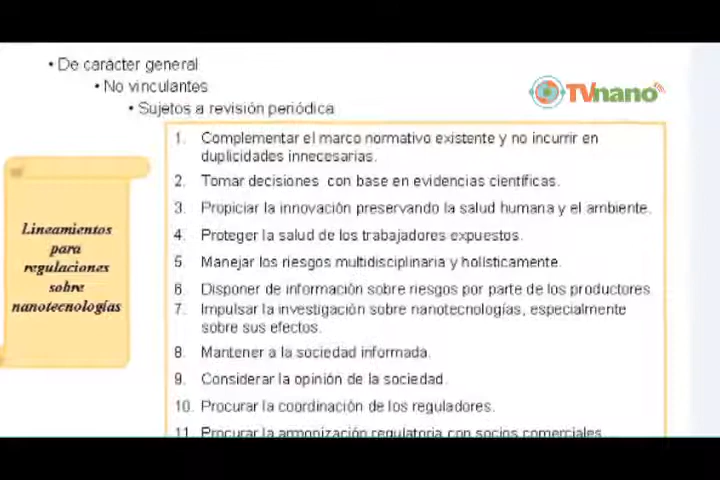 • De carácter general
• No vinculantes
• Sujetos a revisión periódica
TVnano
Lineamientos
para
regulaciones
sobre
nanotecnologías
1. Complementar el marco normativo existente y no incurrir en
duplicidades innecesarias.
2. Tomar decisiones con base en evidencias científicas.
3. Propiciar la innovación preservando la salud humana y el ambiente.
4. Proteger la salud de los trabajadores expuestos.
5. Manejar los riesgos multidisciplinaria y holísticamente.
6. Disponer de información sobre riesgos por parte de los productores.
7. Impulsar la investigación sobre nanotecnologías, especialmente
sobre sus efectos.
8. Mantener a la sociedad informada.
9. Considerar la opinión de la sociedad.
10. Procurar la coordinación de los reguladores.
11. Procurar la armonización regulatoria con socios comerciales